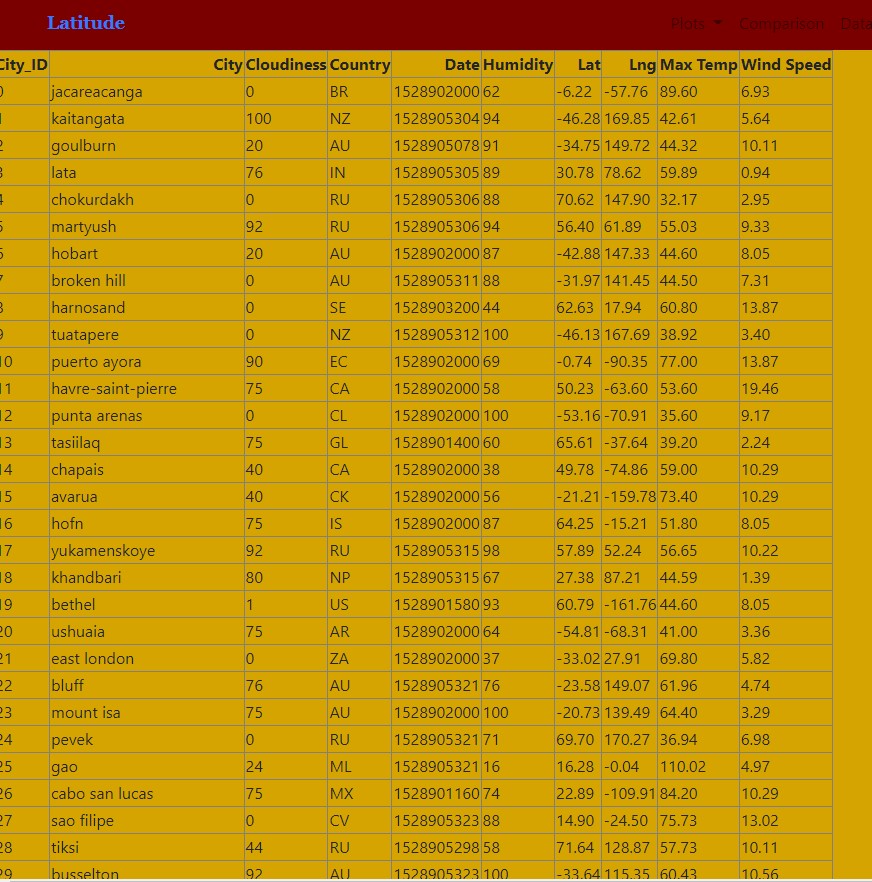 Latitude Plots Comparison Data
City_ID City Cloudiness Country Date Humidity Lat Lng Max Temp Wind Speed
0 jacareacanga 0 BR 1528902000 62 -6.22 -57.76 89.60 6.93
1 kaitangata 100 NZ 1528905304 94 -46.28 169.85 42.61 5.64
2 goulburn 20 AU 1528905078 91 -34.75 149.72 44.32 10.11
3 lata 76 IN 1528905305 89 30.78 78.62 59.89 0.94
4 chokurdakh 0 RU 1528905306 88 70.62 147.90 32.17 2.95
5 martyush 92 RU 1528905306 94 56.40 61.89 55.03 9.33
6 hobart 20 AU 1528902000 87 -42.88 147.33 44.60 8.05
7 broken hill 0 AU 1528905311 88 -31.97 141.45 44.50 7.31
8 harnosand 0 SE 1528903200 44 62.63 17.94 60.80 13.87
9 tuatapere 0 NZ 1528905312 100 -46.13 167.69 38.92 3.40
10 puerto ayora 90 EC 1528902000 69 -0.74 -90.35 77.00 13.87
11 havre-saint-pierre 75 CA 1528902000 58 50.23 -63.60 53.60 19.46
12 punta arenas 0 CL 1528902000 100 -53.16 -70.91 35.60 9.17
13 tasiilaq 75 GL 1528901400 60 65.61 -37.64 39.20 2.24
14 chapais 40 CA 1528902000 38 49.78 -74.86 59.00 10.29
15 avarua 40 CK 1528902000 56 -21.21 -159.78 73.40 10.29
16 hofn 75 IS 1528902000 87 64.25 -15.21 51.80 8.05
17 yukamenskoye 92 RU 1528905315 98 57.89 52.24 56.65 10.22
18 khandbari 80 NP 1528905315 67 27.38 87.21 44.59 1.39
19 bethel 1 US 1528901580 93 60.79 -161.76 44.60 8.05
20 ushuaia 75 AR 1528902000 64 -54.81 -68.31 41.00 3.36
21 east london 0 ZA 1528902000 37 -33.02 27.91 69.80 5.82
22 bluff 76 AU 1528905321 76 -23.58 149.07 61.96 4.74
23 mount isa 75 AU 1528902000 100 -20.73 139.49 64.40 3.29
24 pevek 0 RU 1528905321 71 69.70 170.27 36.94 6.98
25 gao 24 ML 1528905321 16 16.28 -0.04 110.02 4.97
26 cabo san lucas 75 MX 1528901160 74 22.89 -109.91 84.20 10.29
27 sao filipe 0 CV 1528905323 88 14.90 -24.50 75.73 13.02
28 tiksi 44 RU 1528905298 58 71.64 128.87 57.73 10.11
29 busselton 92 AU 1528905323 100 -33.64 115.35 60.43 10.56